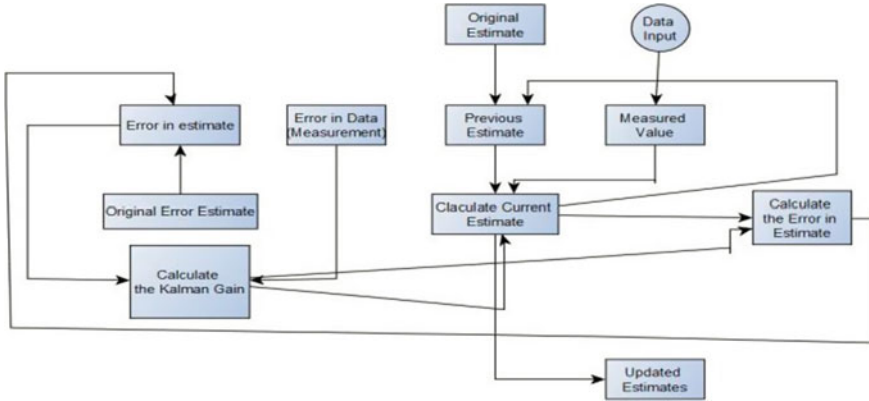 Original
Estimate
Data
Input
Error in estimate
Error in Data
(Measurement)
Previous
Estimate
Measured
Value
Original Error Estimate
Claculate Current
Estimate
Calculate
the Error in
Estimate
Calculate
the Kalman Gain
Updated
Estimates